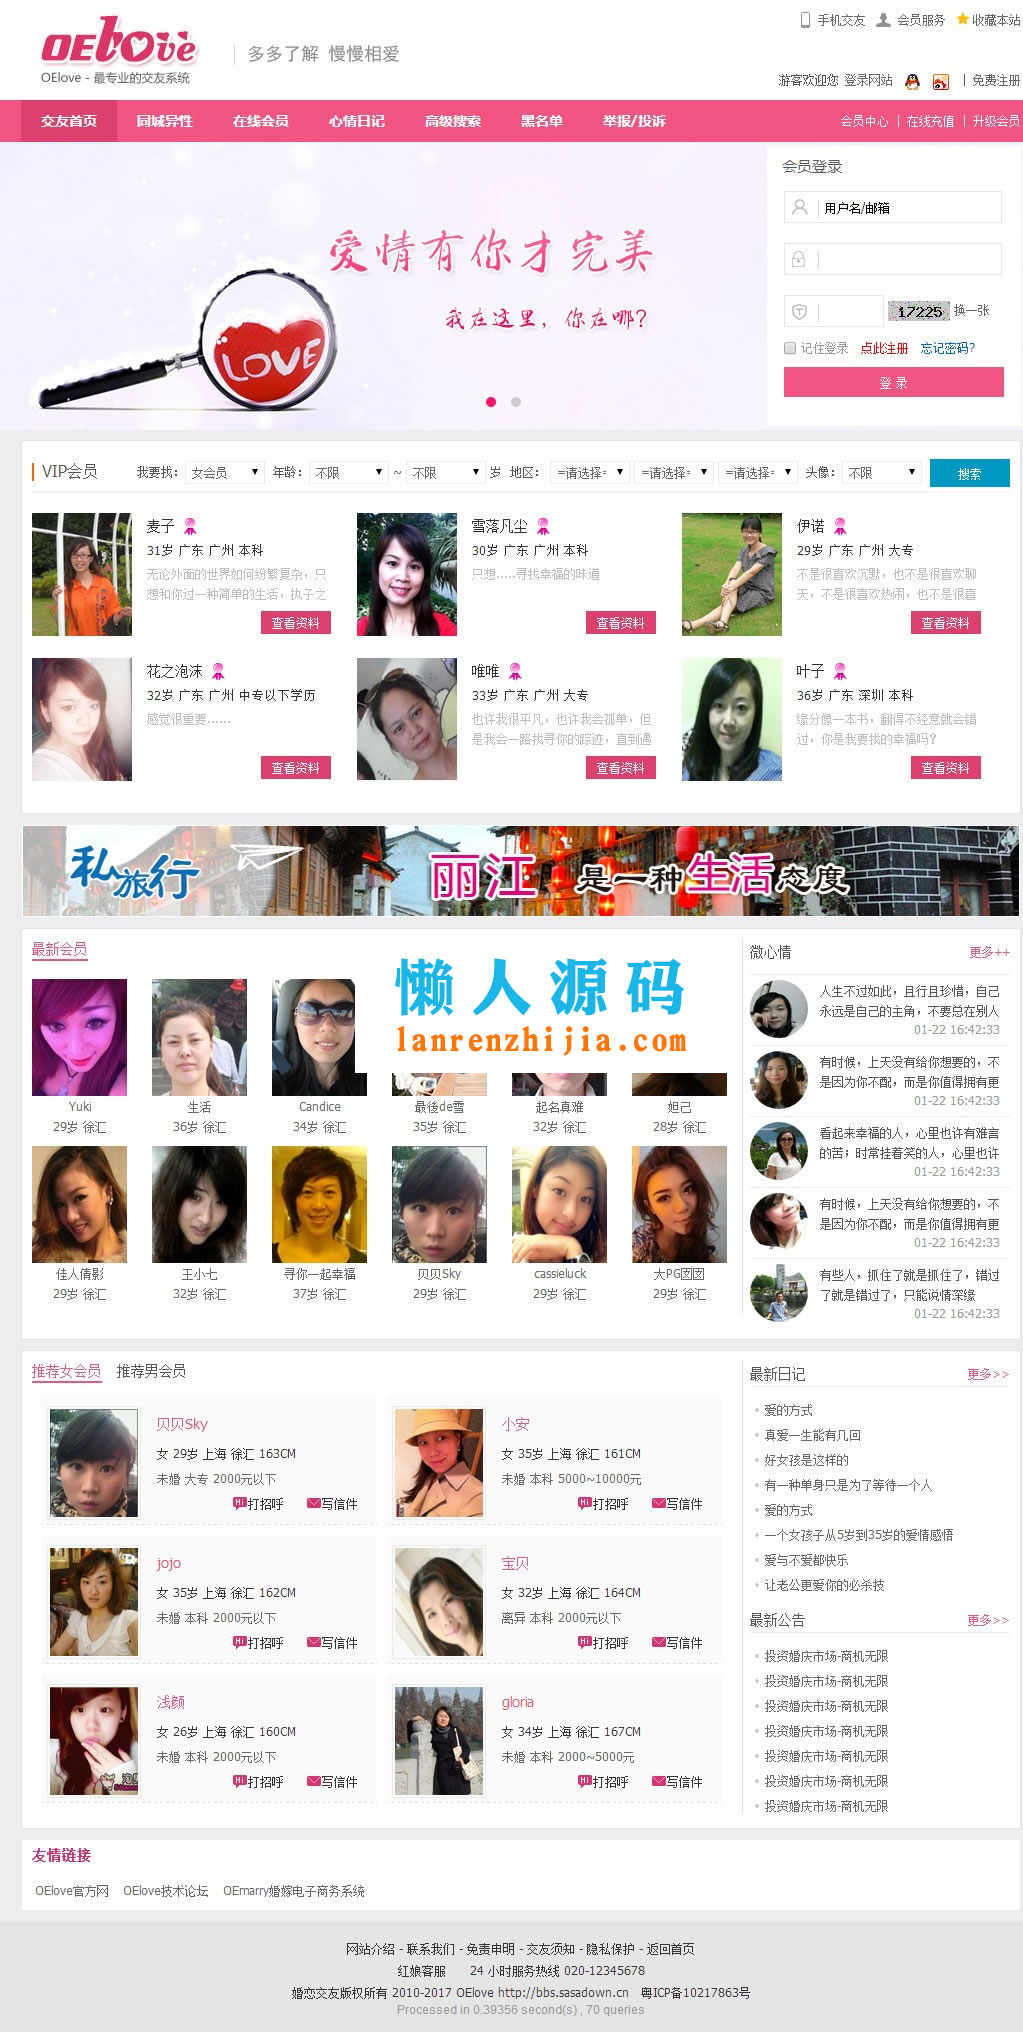 手机交友 会员服务 收藏本站
OElove
OElove - 最专业的交友系统
多多了解 慢慢相爱
游客欢迎您 登录网站 | 免费注册
交友首页 同城异性 在线会员 心情日记 高级搜索 黑名单 举报/投诉 会员中心 | 在线充值 | 升级会员
爱情有你才完美
我在这里，你在哪？
LOVE
会员登录
用户名/邮箱
17225 换一张
记住登录 点此注册 忘记密码?
登 录
VIP会员 我要找： 女会员 年龄： 不限 ~ 不限 岁 地区： =请选择= =请选择= =请选择= 头像： 不限 搜索
麦子
31岁 广东 广州 本科
无论外面的世界如何纷繁复杂，只
想和你过一种简单的生活，执子之
查看资料
雪落凡尘
30岁 广东 广州 本科
只想.....寻找幸福的味道
查看资料
伊诺
29岁 广东 广州 大专
不是很喜欢沉默，也不是很喜欢聊
天，不是很喜欢热闹，也不是很喜
查看资料
花之泡沫
32岁 广东 广州 中专以下学历
感觉很重要......
查看资料
唯唯
33岁 广东 广州 大专
也许我很平凡，也许我会孤单，但
是我会一路找寻你的踪迹，直到遇
查看资料
叶子
36岁 广东 深圳 本科
缘分像一本书，翻得不经意就会错
过，你是我要找的幸福吗？
查看资料
私旅行 丽江 是一种生活态度
最新会员
懒人源码
lanrenzhijia.com
Yuki 生活 Candice 最後de雪 起名真难 妲己
29岁 徐汇 36岁 徐汇 34岁 徐汇 35岁 徐汇 32岁 徐汇 28岁 徐汇
佳人倩影 王小七 寻你一起幸福 贝贝Sky cassieluck 大PG囡囡
29岁 徐汇 32岁 徐汇 37岁 徐汇 29岁 徐汇 29岁 徐汇 29岁 徐汇
微心情 更多++
人生不过如此，且行且珍惜，自己
永远是自己的主角，不要总在别人
01-22 16:42:33
有时候，上天没有给你想要的，不
是因为你不配，而是你值得拥有更
01-22 16:42:33
看起来幸福的人，心里也许有难言
的苦；时常挂着笑的人，心里也许
01-22 16:42:33
有时候，上天没有给你想要的，不
是因为你不配，而是你值得拥有更
01-22 16:42:33
有些人，抓住了就是抓住了，错过
了就是错过了，只能说情深缘
01-22 16:42:33
推荐女会员 推荐男会员
贝贝Sky
女 29岁 上海 徐汇 163CM
未婚 大专 2000元以下
打招呼 写信件
小安
女 35岁 上海 徐汇 161CM
未婚 本科 5000~10000元
打招呼 写信件
jojo
女 35岁 上海 徐汇 162CM
未婚 本科 2000元以下
打招呼 写信件
宝贝
女 32岁 上海 徐汇 164CM
离异 本科 2000元以下
打招呼 写信件
浅颜
女 26岁 上海 徐汇 160CM
未婚 本科 2000元以下
打招呼 写信件
gloria
女 34岁 上海 徐汇 167CM
未婚 本科 2000~5000元
打招呼 写信件
最新日记 更多>>
爱的方式
真爱一生能有几回
好女孩是这样的
有一种单身只是为了等待一个人
爱的方式
一个女孩子从5岁到35岁的爱情感悟
爱与不爱都快乐
让老公更爱你的必杀技
最新公告 更多>>
投资婚庆市场-商机无限
投资婚庆市场-商机无限
投资婚庆市场-商机无限
投资婚庆市场-商机无限
投资婚庆市场-商机无限
投资婚庆市场-商机无限
投资婚庆市场-商机无限
友情链接
OElove官方网 OElove技术论坛 OEmarry婚嫁电子商务系统
网站介绍 - 联系我们 - 免责申明 - 交友须知 - 隐私保护 - 返回首页
红娘客服 24 小时服务热线 020-12345678
婚恋交友版权所有 2010-2017 OElove http://bbs.sasadown.cn 粤ICP备10217863号
Processed in 0.39356 second(s) , 70 queries